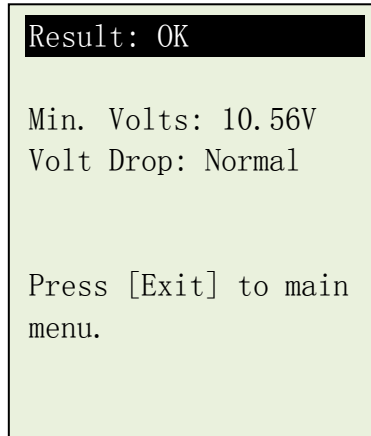 Result: OK
Min. Volts: 10.56V
Volt Drop: Normal
Press [Exit] to main
menu.